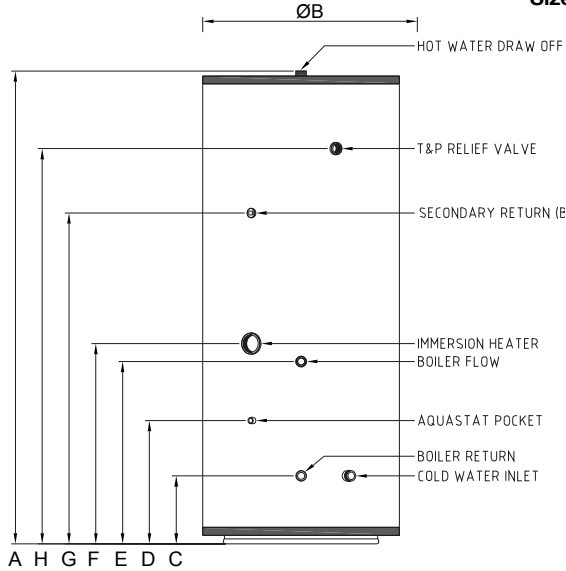 Size
ØB
HOT WATER DRAW OFF
T&P RELIEF VALVE
SECONDARY RETURN (B
IMMERSION HEATER
BOILER FLOW
AQUASTAT POCKET
BOILER RETURN
COLD WATER INLET
A H G F E D C